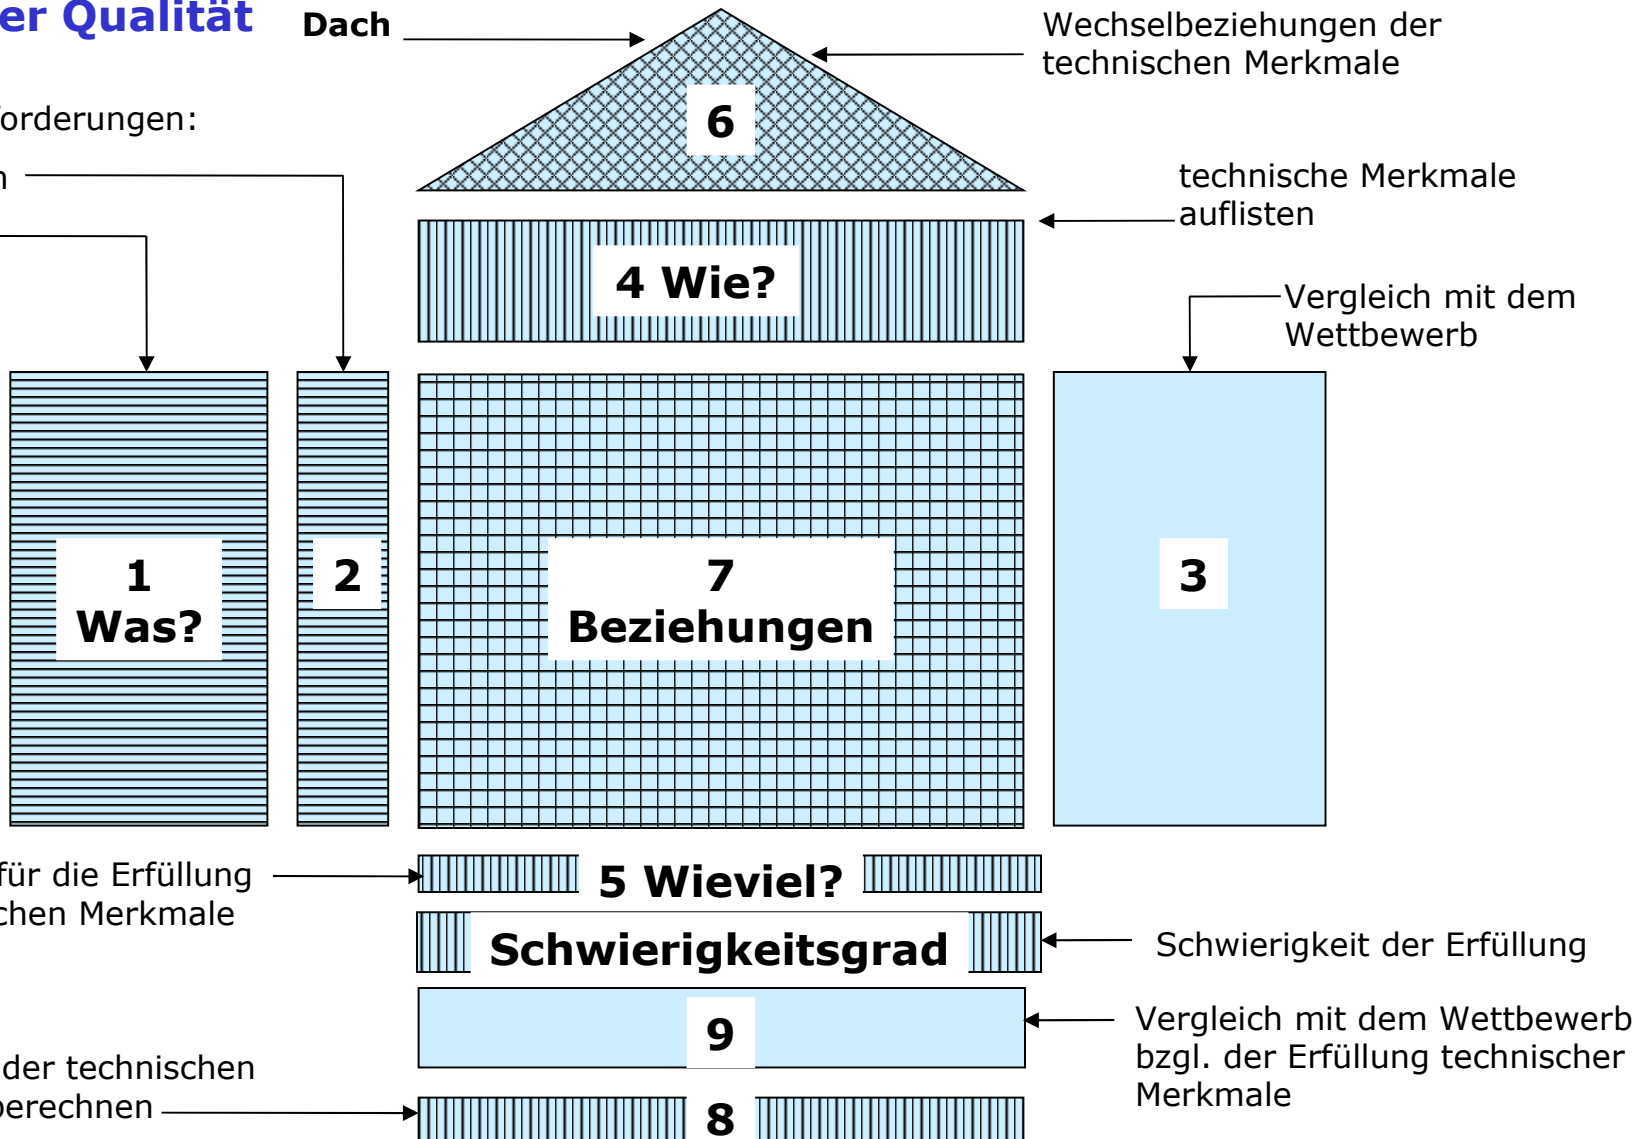 er Qualität
Dach
Wechselbeziehungen der
technischen Merkmale
6
forderungen:
n
technische Merkmale
auflisten
4 Wie?
Vergleich mit dem
Wettbewerb
1
Was?
2
7
Beziehungen
3
für die Erfüllung
chen Merkmale
5 Wieviel?
Schwierigkeitsgrad
Schwierigkeit der Erfüllung
9
Vergleich mit dem Wettbewerb
bzgl. der Erfüllung technischer
Merkmale
der technischen
berechnen
8